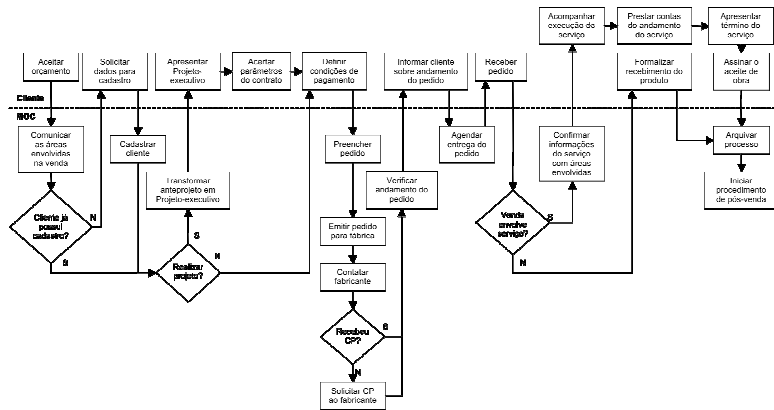 Acompanhar
execução do
serviço
Prestar contas
do andamento
do serviço
Apresentar
término do
serviço
Aceitar
orçamento
Solicitar
dados para
cadastro
Apresentar
Projeto-
executivo
Acertar
parâmetros
do contrato
Definir
condições de
pagamento
Informar cliente
sobre andamento
do pedido
Receber
pedido
Formalizar
recebimento do
produto
Assinar o
aceite de
obra
Cliente
Comunicar
as áreas
envolvidas
na venda
Cadastrar
cliente
Preencher
pedido
Agendar
entrega do
pedido
Confirmar
informações
do serviço
com áreas
envolvidas
Arquivar
processo
Transformar
anteprojeto em
Projeto-executivo
Verificar
andamento do
pedido
Iniciar
procedimento
de pós-venda
Cliente já
possui
cadastro?
N
S
Emitir pedido
para fábrica
Venda
envolve
serviço?
S
N
S
N
Realizar
projeto?
Contatar
fabricante
Recebeu
CP?
S
N
Solicitar CP
ao fabricante